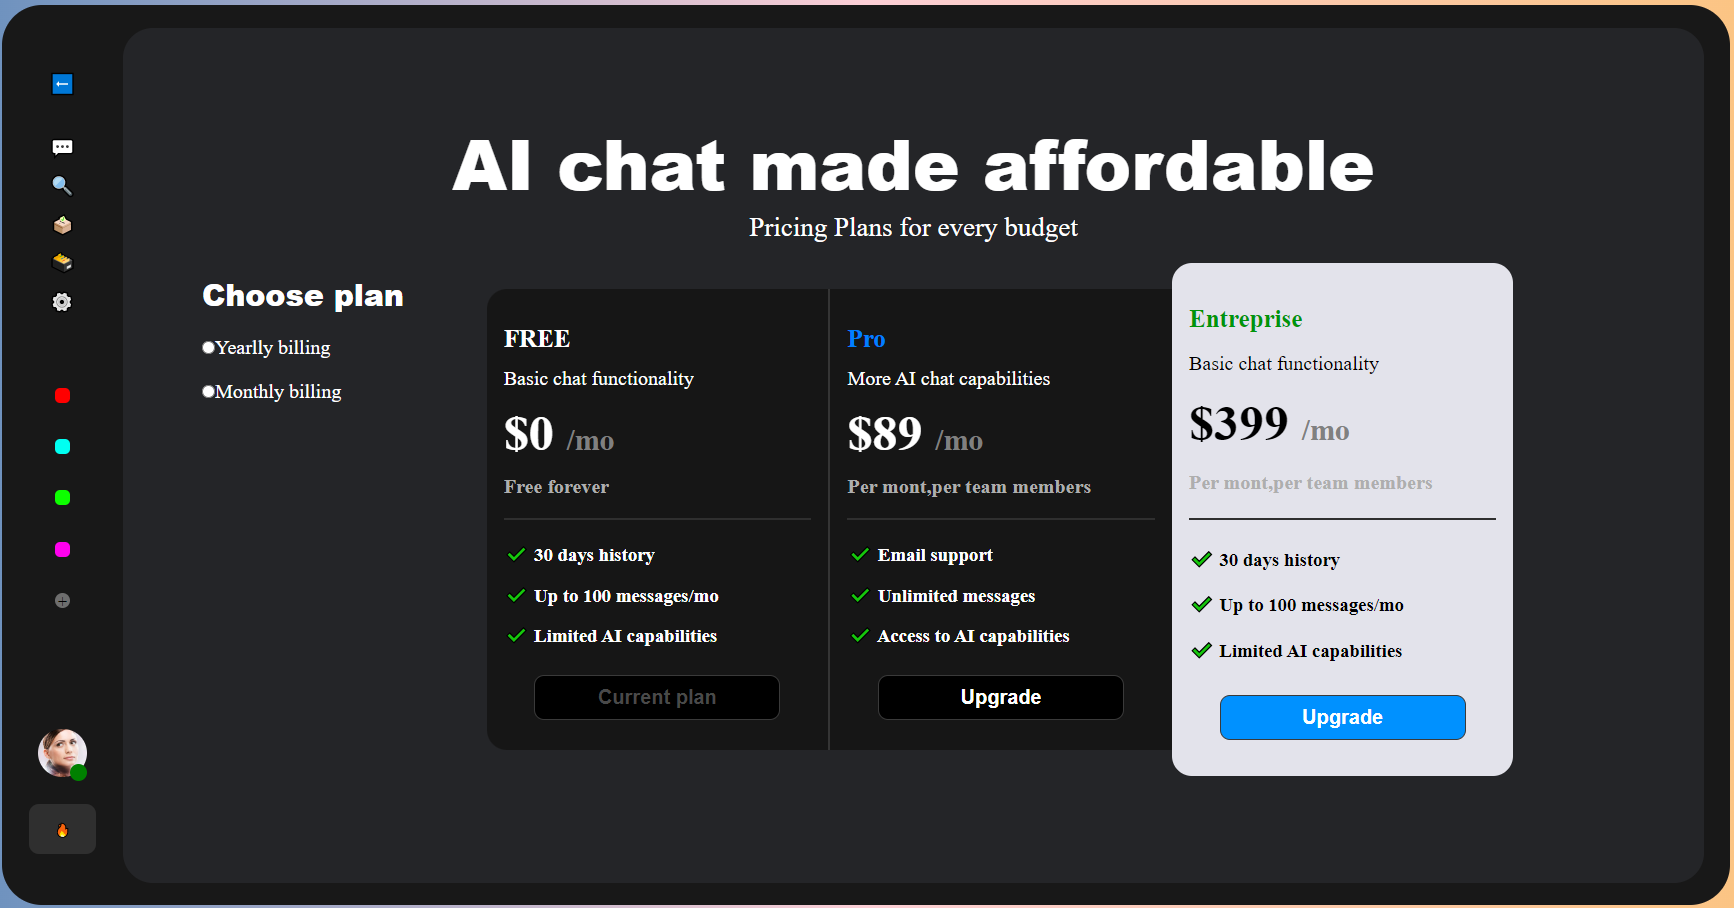 AI chat made affordable
Pricing Plans for every budget
Choose plan
Yearlly billing
Monthly billing
FREE
Basic chat functionality
$0 /mo
Free forever
30 days history
Up to 100 messages/mo
Limited AI capabilities
Current plan
Pro
More AI chat capabilities
$89 /mo
Per mont,per team members
Email support
Unlimited messages
Access to AI capabilities
Upgrade
Entreprise
Basic chat functionality
$399 /mo
Per mont,per team members
30 days history
Up to 100 messages/mo
Limited AI capabilities
Upgrade